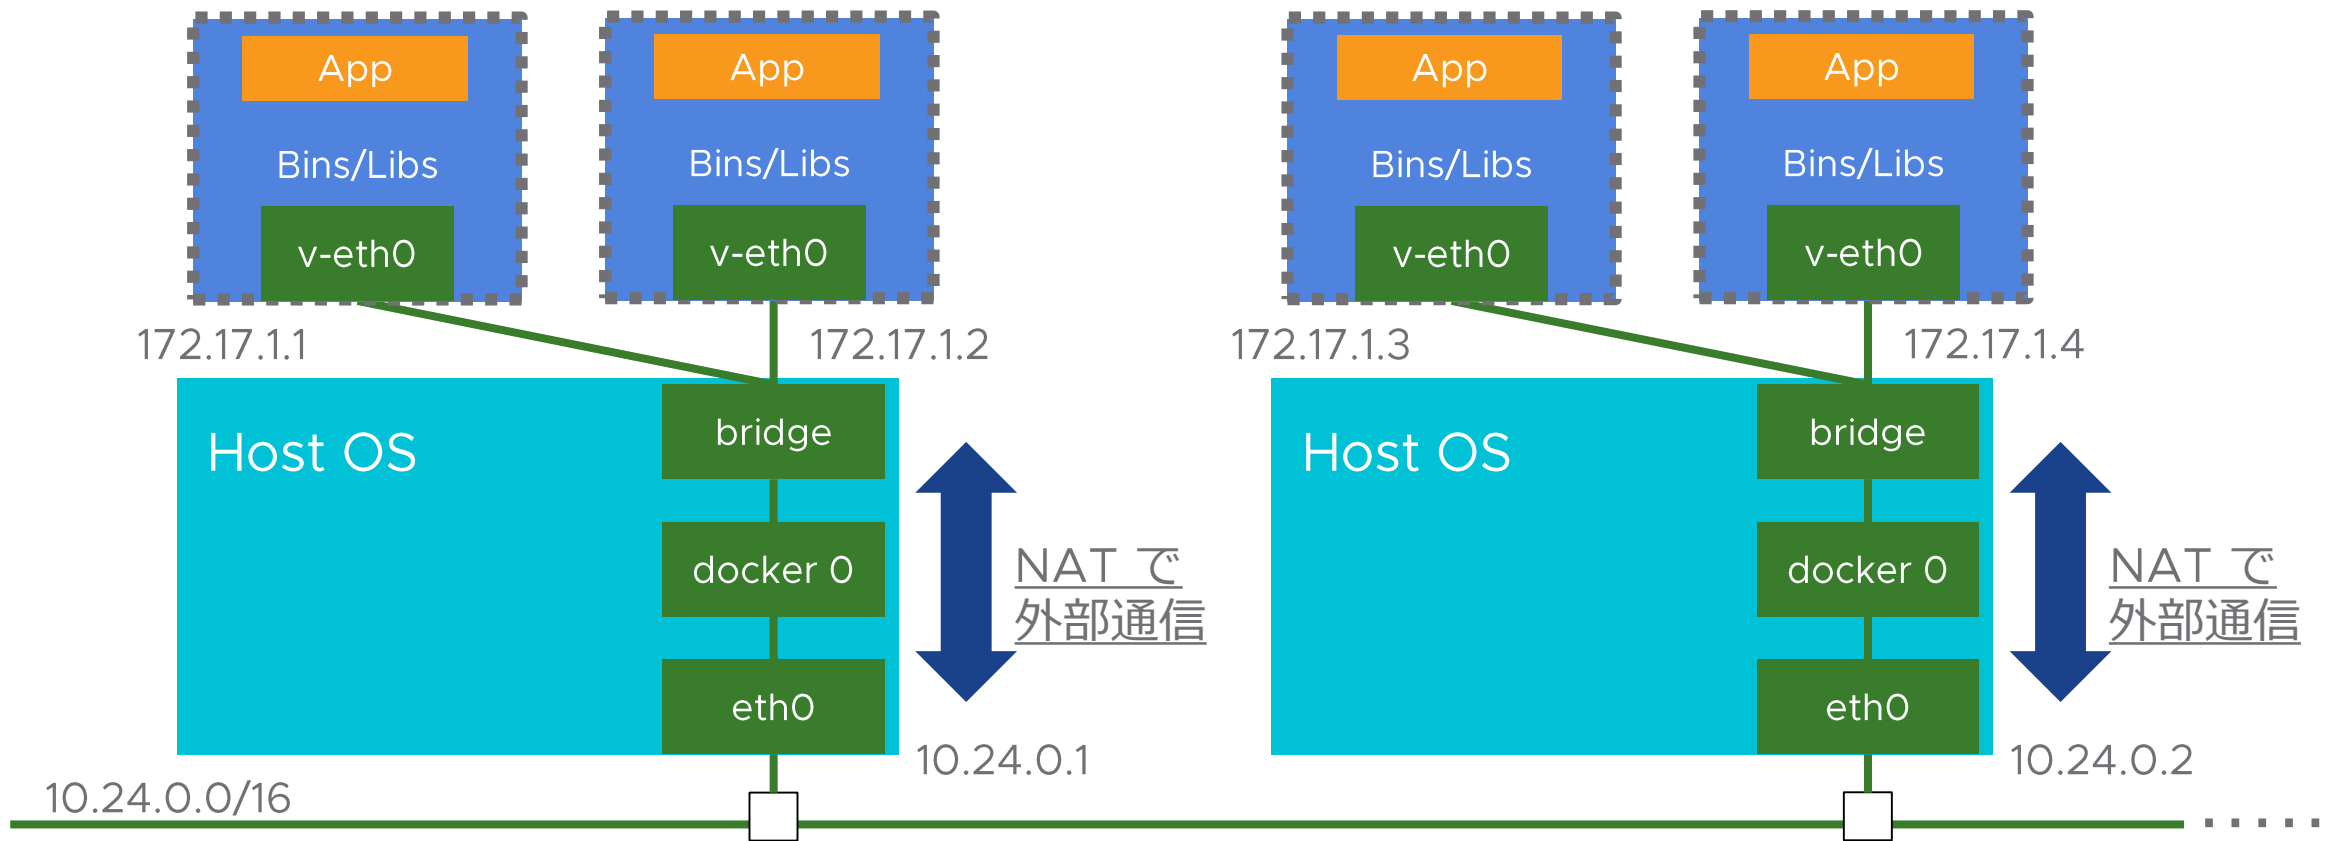 App
App
App
App
Bins/Libs
Bins/Libs
Bins/Libs
Bins/Libs
v-eth0
v-eth0
v-eth0
v-eth0
172.17.1.1
172.17.1.2
172.17.1.3
172.17.1.4
Host OS
bridge
docker 0
eth0
NAT で
外部通信
10.24.0.1
Host OS
bridge
docker 0
eth0
NAT で
外部通信
10.24.0.2
10.24.0.0/16